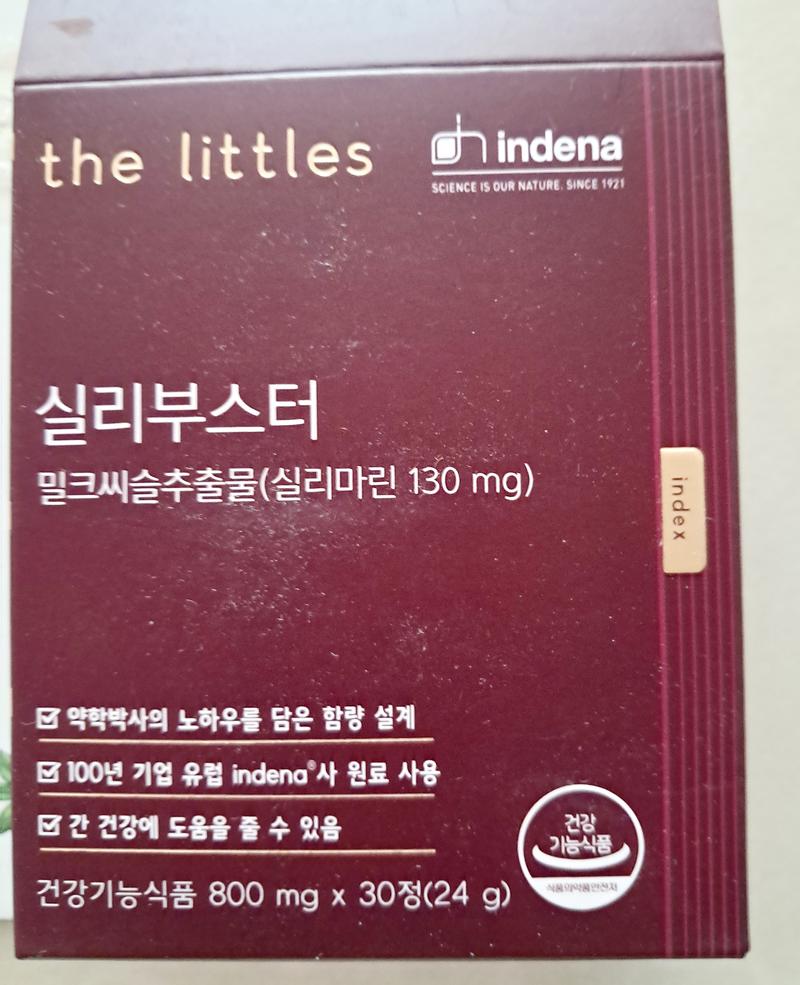 the littles
indena
SCIENCE IS OUR NATURE. SINCE 1921
실리부스터
밀크씨슬추출물(실리마린 130 mg)
index
☑ 약학박사의 노하우를 담은 함량 설계
☑ 100년 기업 유럽 indena®사 원료 사용
☑ 간 건강에 도움을 줄 수 있음
건강
기능식품
식품의약품안전처
건강기능식품 800 mg x 30정(24 g)